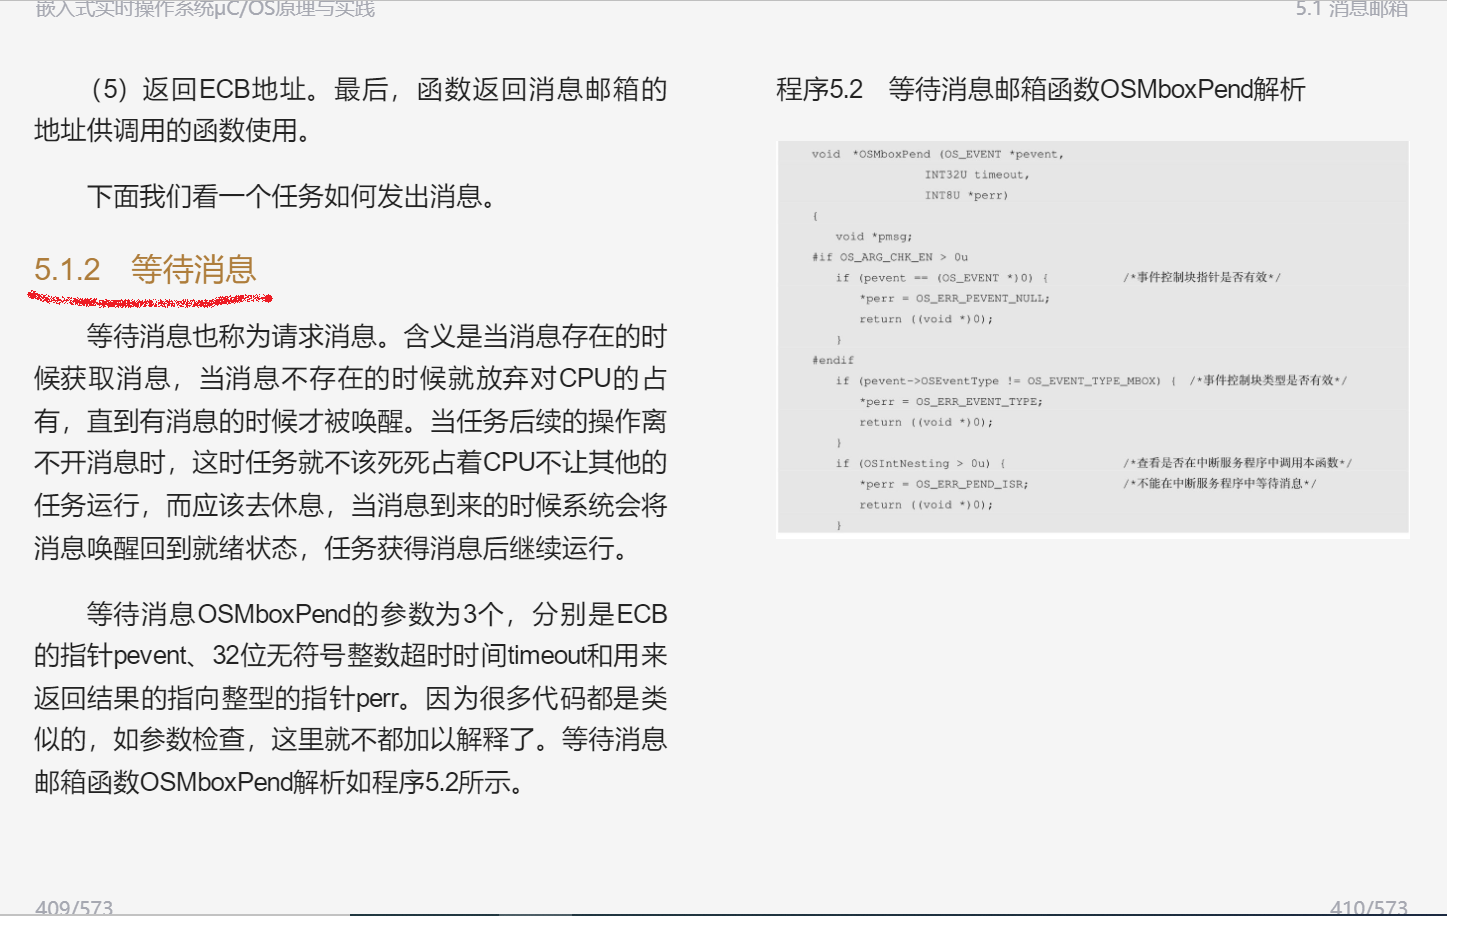 嵌入式实时操作系统μC/OS原理与实践
5.1 消息邮箱
（5）返回ECB地址。最后，函数返回消息邮箱的
地址供调用的函数使用。
下面我们看一个任务如何发出消息。
5.1.2 等待消息
等待消息也称为请求消息。含义是当消息存在的时
候获取消息，当消息不存在的时候就放弃对CPU的占
有，直到有消息的时候才被唤醒。当任务后续的操作离
不开消息时，这时任务就不该死死占着CPU不让其他的
任务运行，而应该去休息，当消息到来的时候系统会将
消息唤醒回到就绪状态，任务获得消息后继续运行。
等待消息OSMboxPend的参数为3个，分别是ECB
的指针pevent、32位无符号整数超时时间timeout和用来
返回结果的指向整型的指针perr。因为很多代码都是类
似的，如参数检查，这里就不都加以解释了。等待消息
邮箱函数OSMboxPend解析如程序5.2所示。
409/573
程序5.2 等待消息邮箱函数OSMboxPend解析
void *OSMboxPend (OS_EVENT *pevent,
INT32U timeout,
INT8U *perr)
{
void *pmsg;
#if OS_ARG_CHK_EN > 0u
if (pevent == (OS_EVENT *)0) { /*事件控制块指针是否有效*/
*perr = OS_ERR_PEVENT_NULL;
return ((void *)0);
}
#endif
if (pevent->OSEventType != OS_EVENT_TYPE_MBOX) { /*事件控制块类型是否有效*/
*perr = OS_ERR_EVENT_TYPE;
return ((void *)0);
}
if (OSIntNesting > 0u) { /*查看是否在中断服务程序中调用本函数*/
*perr = OS_ERR_PEND_ISR; /*不能在中断服务程序中等待消息*/
return ((void *)0);
}
410/573